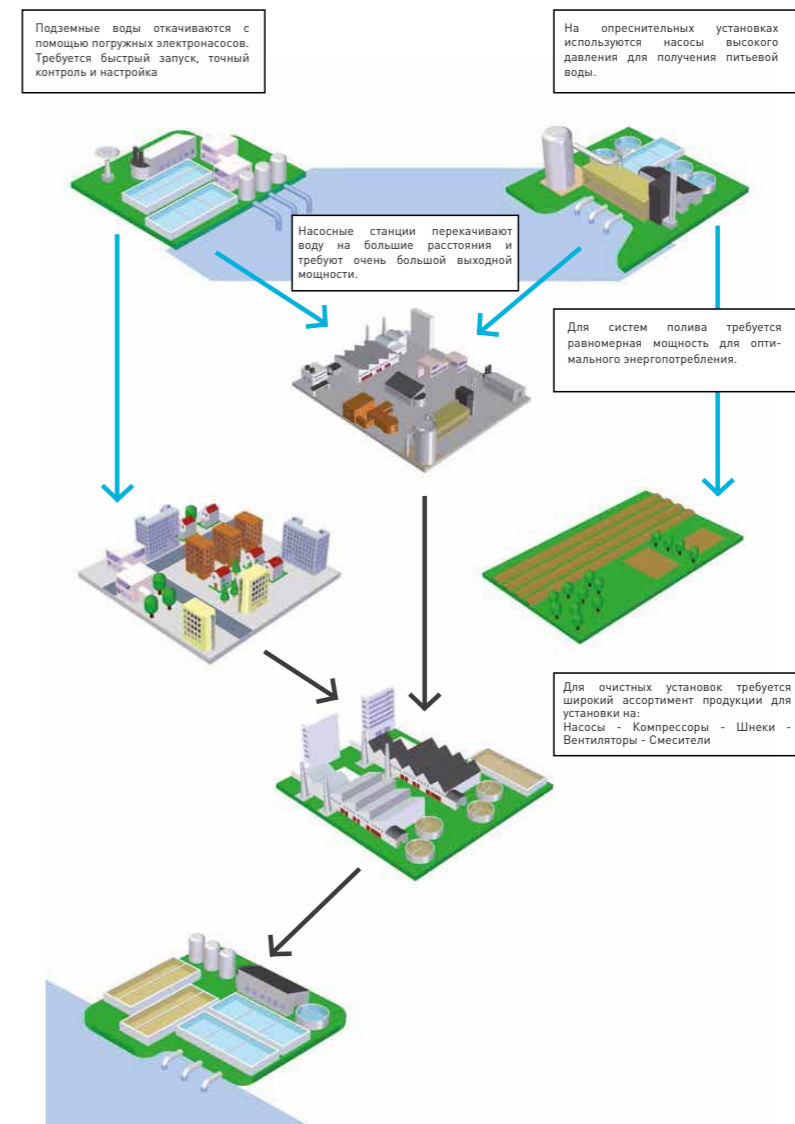 Подземные воды откачиваются с
помощью погружных электронасосов.
Требуется быстрый запуск, точный
контроль и настройка
На опреснительных установках
используются насосы высокого
давления для получения питьевой
воды.
Насосные станции перекачивают
воду на большие расстояния и
требуют очень большой выходной
мощности.
Для систем полива требуется
равномерная мощность для опти-
мального энергопотребления.
Для очистных установок требуется
широкий ассортимент продукции для
установки на:
Насосы - Компрессоры - Шнеки -
Вентиляторы - Смесители